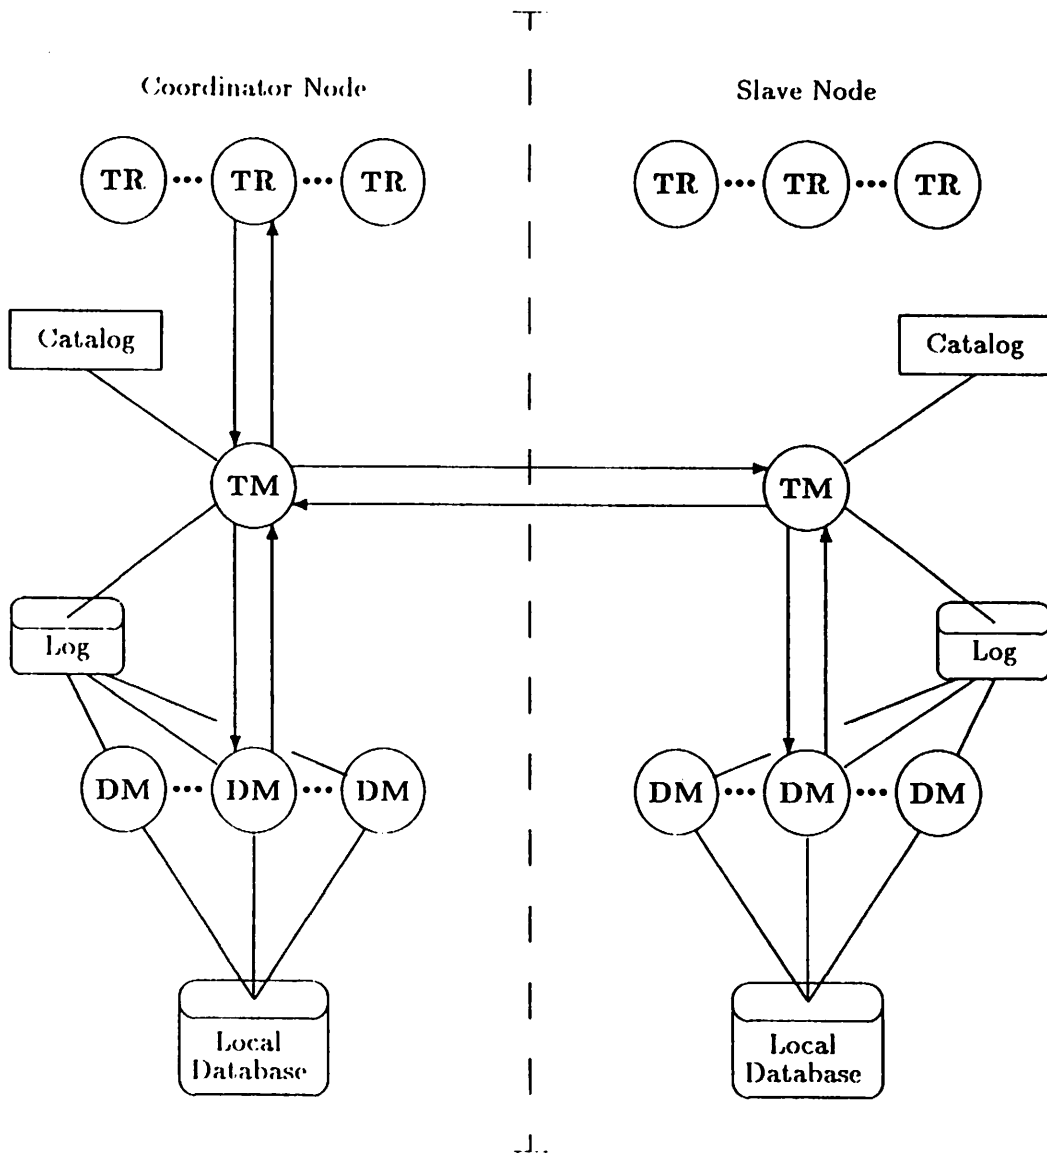 Coordinator Node
Slave Node
TR ••• TR ••• TR
TR ••• TR ••• TR
Catalog
Catalog
TM
TM
Log
Log
DM ••• DM ••• DM
DM ••• DM ••• DM
Local
Database
Local
Database